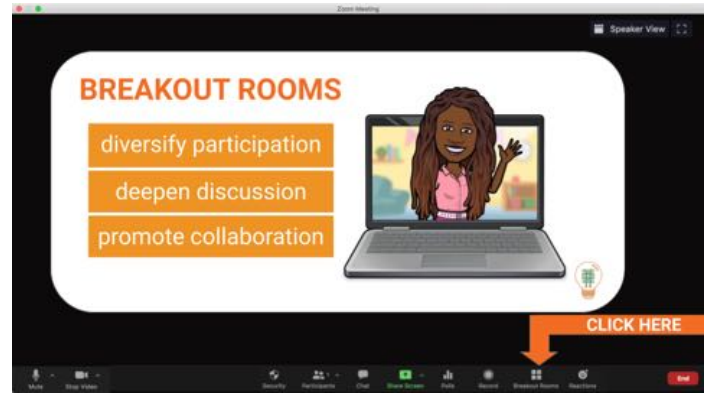 Zoom Meeting
Speaker View
BREAKOUT ROOMS
diversify participation
deepen discussion
promote collaboration
CLICK HERE
Mute
Stop Video
Security
Participants
Chat
Share Screen
Polls
Record
Breakout Rooms
Reactions
End